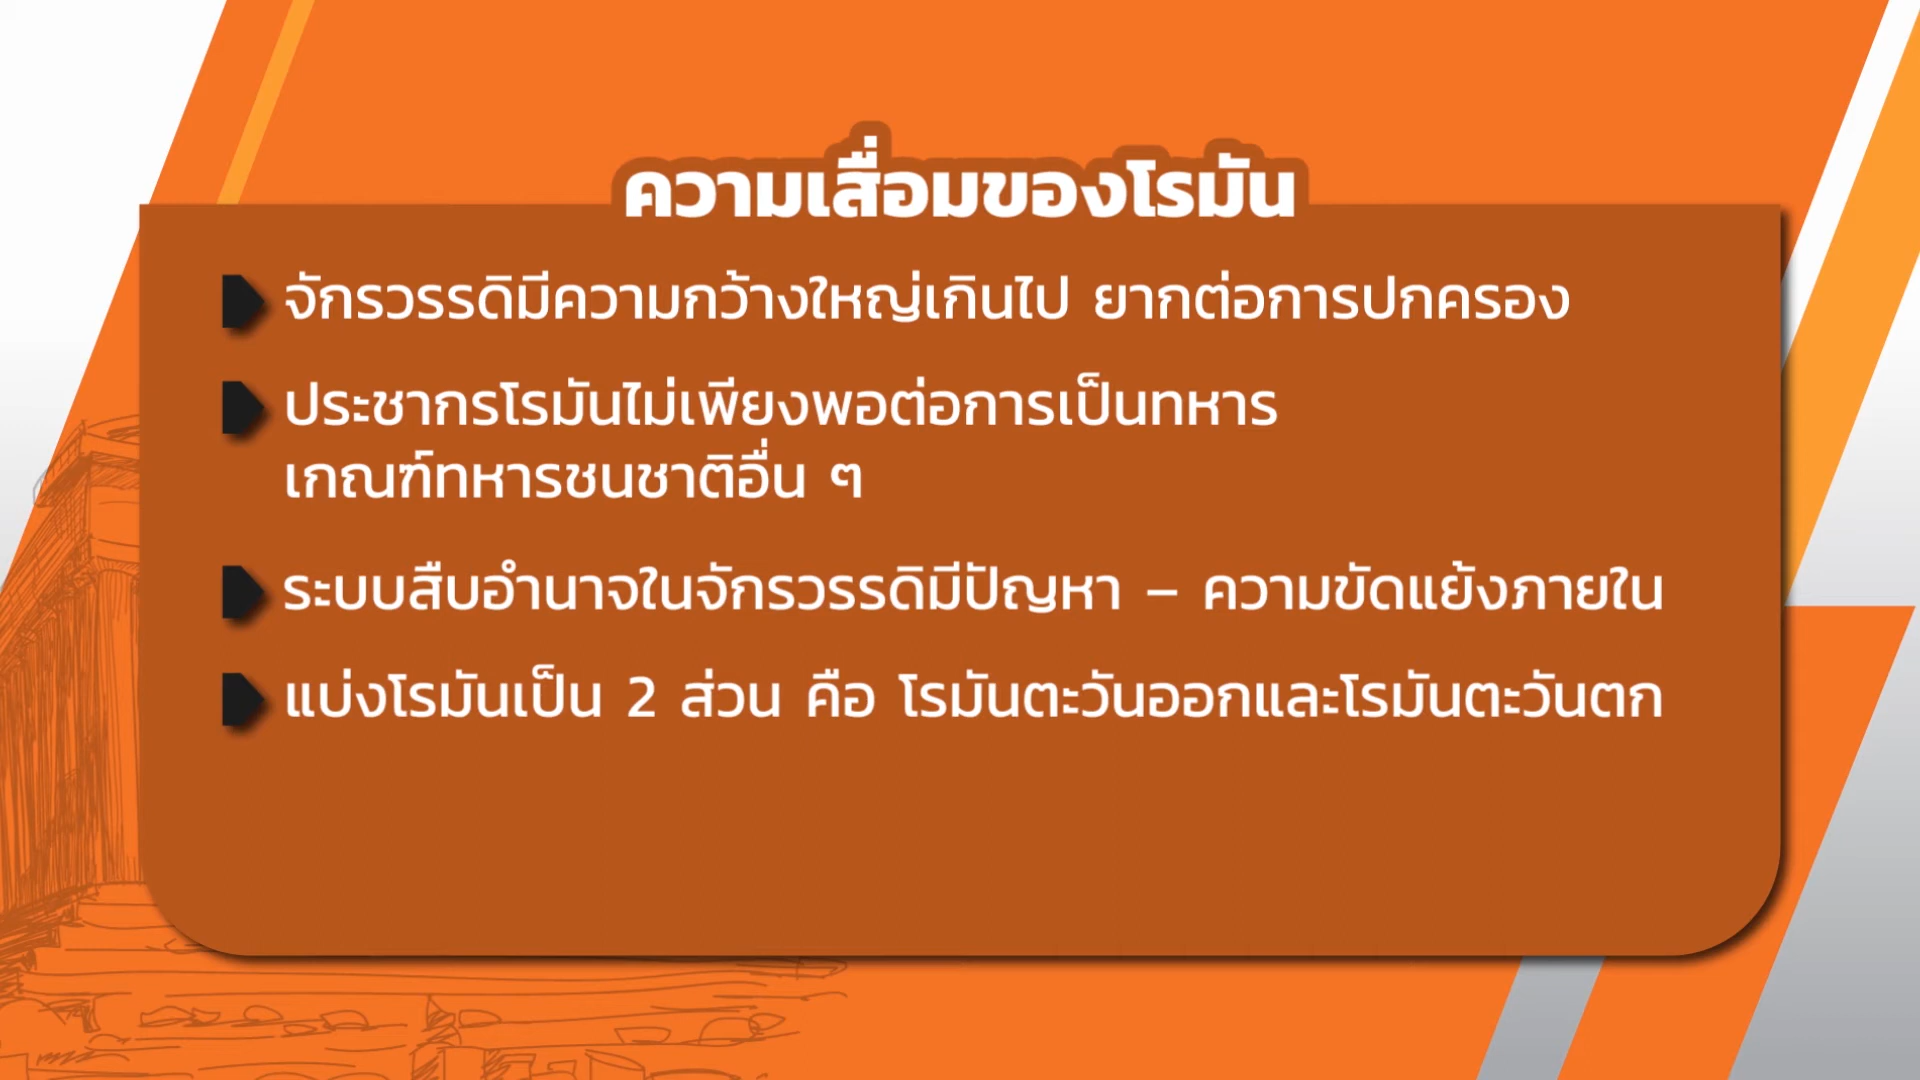 ความเสื่อมของโรมัน
จักรวรรดิมีความกว้างใหญ่เกินไป ยากต่อการปกครอง
ประชากรโรมันไม่เพียงพอต่อการเป็นทหาร
เกณฑ์ทหารชนชาติอื่น ๆ
ระบบสืบอำนาจในจักรวรรดิมีปัญหา – ความขัดแย้งภายใน
แบ่งโรมันเป็น 2 ส่วน คือ โรมันตะวันออกและโรมันตะวันตก